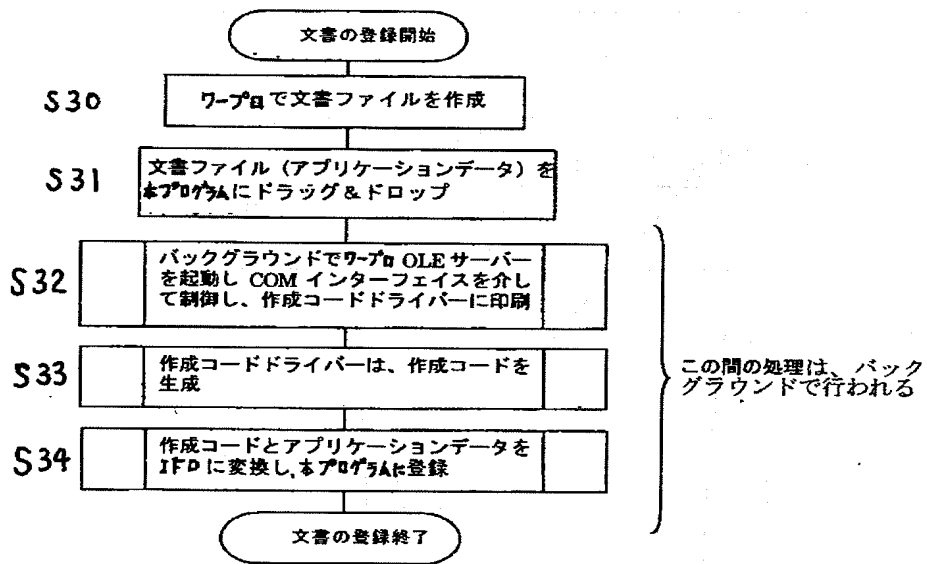 文書の登録開始
S30
ワープロで文書ファイルを作成
S31
文書ファイル(アプリケーションデータ)を
本プログラムにドラッグ&ドロップ
S32
バックグラウンドでワープロ OLE サーバー
を起動し COM インターフェイスを介し
て制御し、作成コードドライバーに印刷
S33
作成コードドライバーは、作成コードを
生成
S34
作成コードとアプリケーションデータを
IFDに変換し、本プログラムに登録
この間の処理は、バック
グラウンドで行われる
文書の登録終了